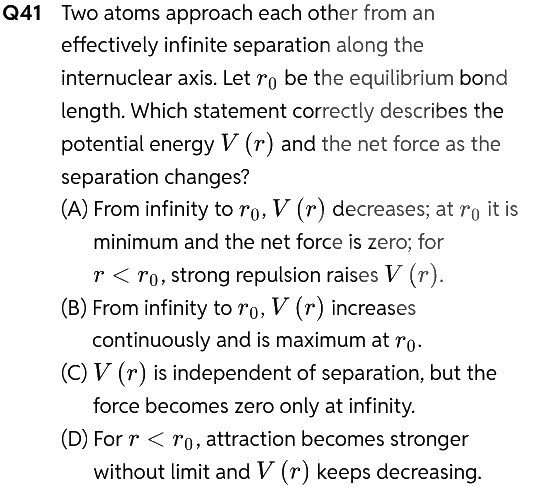 Q41 Two atoms approach each other from an
effectively infinite separation along the
internuclear axis. Let r₀ be the equilibrium bond
length. Which statement correctly describes the
potential energy V (r) and the net force as the
separation changes?
(A) From infinity to r₀, V (r) decreases; at r₀ it is
minimum and the net force is zero; for
r < r₀, strong repulsion raises V (r).
(B) From infinity to r₀, V (r) increases
continuously and is maximum at r₀.
(C) V (r) is independent of separation, but the
force becomes zero only at infinity.
(D) For r < r₀, attraction becomes stronger
without limit and V (r) keeps decreasing.